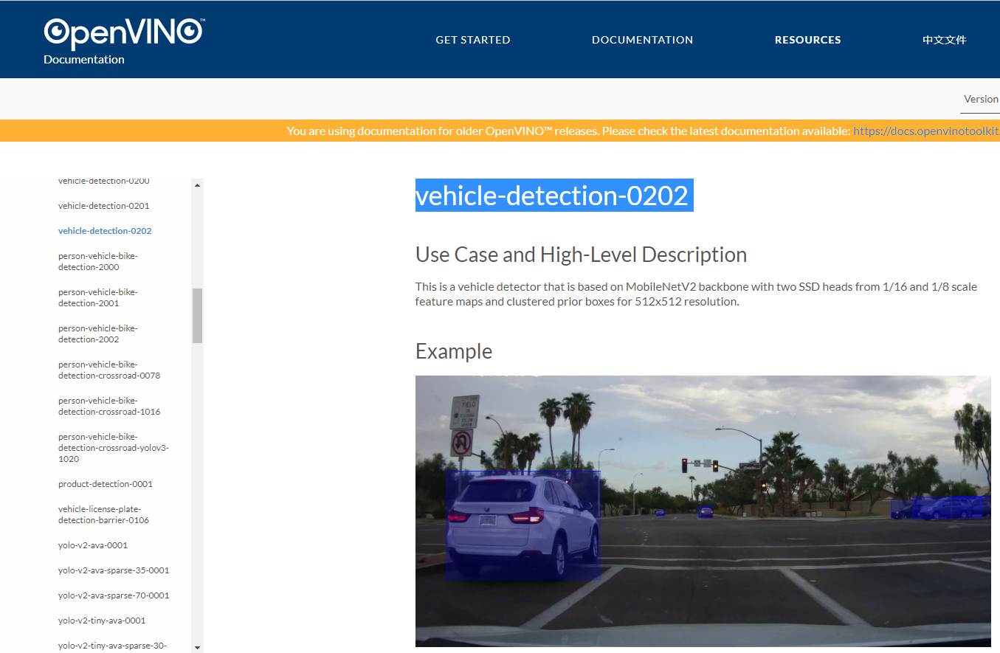 OpenVINO™
Documentation
GET STARTED
DOCUMENTATION
RESOURCES
中文文件
Version
You are using documentation for older OpenVINO™ releases. Please check the latest documentation available: https://docs.openvinotoolkit.
vehicle-detection-0200
vehicle-detection-0201
vehicle-detection-0202
person-vehicle-bike-
detection-2000
person-vehicle-bike-
detection-2001
person-vehicle-bike-
detection-2002
person-vehicle-bike-
detection-crossroad-0078
person-vehicle-bike-
detection-crossroad-1016
person-vehicle-bike-
detection-crossroad-yolov3-
1020
product-detection-0001
vehicle-license-plate-
detection-barrier-0106
yolo-v2-ava-0001
yolo-v2-ava-sparse-35-0001
yolo-v2-ava-sparse-70-0001
yolo-v2-tiny-ava-0001
yolo-v2-tiny-ava-sparse-30-
vehicle-detection-0202
Use Case and High-Level Description
This is a vehicle detector that is based on MobileNetV2 backbone with two SSD heads from 1/16 and 1/8 scale
feature maps and clustered prior boxes for 512x512 resolution.
Example
YIELD